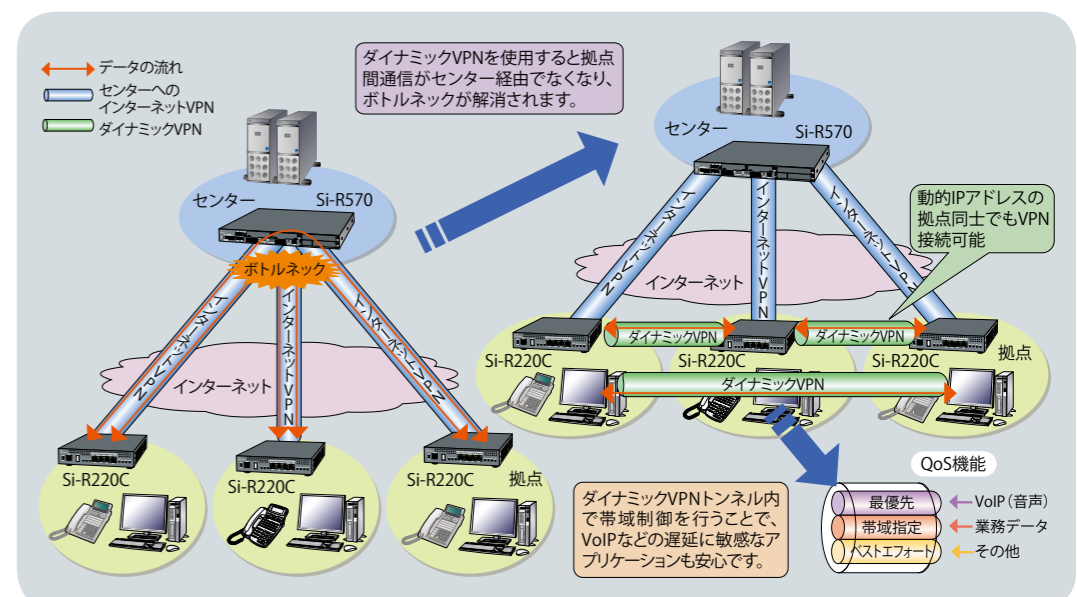 データの流れ
センターへの
インターネットVPN
ダイナミックVPN
ダイナミックVPNを使用すると拠点
間通信がセンター経由でなくなり、
ボトルネックが解消されます。
センター
Si-R570
ボトルネック
インターネットVPN
インターネットVPN
インターネットVPN
インターネット
Si-R220C
Si-R220C
Si-R220C
拠点
センター
Si-R570
インターネットVPN
インターネットVPN
インターネットVPN
インターネット
動的IPアドレスの
拠点同士でもVPN
接続可能
ダイナミックVPN
ダイナミックVPN
Si-R220C
Si-R220C
Si-R220C
拠点
ダイナミックVPN
ダイナミックVPNトンネル内
で帯域制御を行うことで、
VoIPなどの遅延に敏感なア
プリケーションも安心です。
QoS機能
最優先
VoIP（音声）
帯域指定
業務データ
ベストエフォート
その他